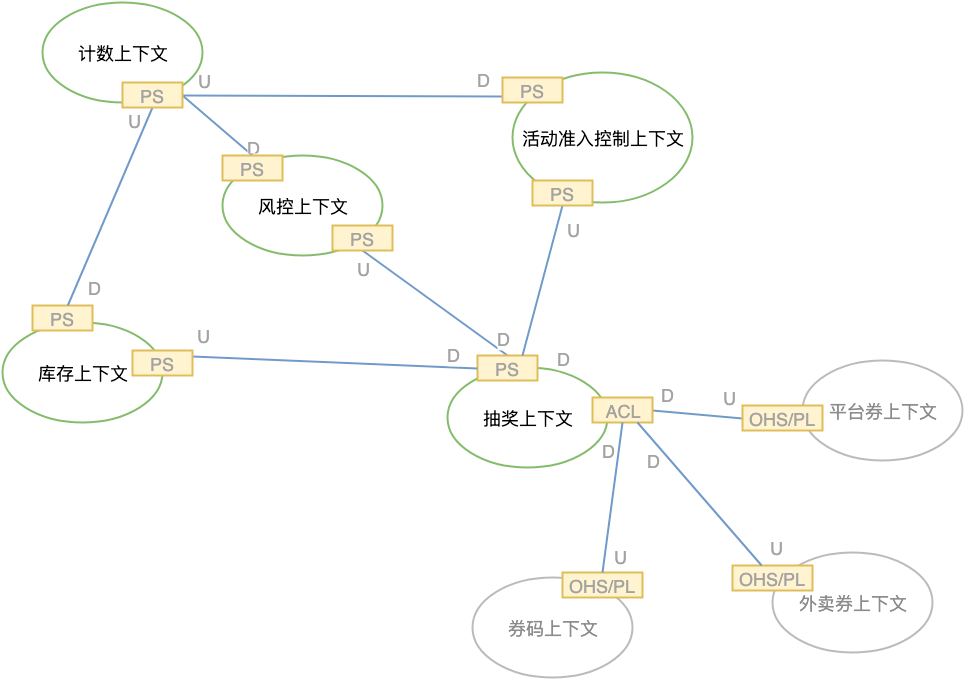 计数上下文
PS
U
U
D
PS
活动准入控制上下文
PS
U
D
PS
风控上下文
PS
U
D
PS
库存上下文
PS
U
D
D
D
PS
抽奖上下文
ACL
D
D
D
U
OHS/PL
平台券上下文
U
OHS/PL
外卖券上下文
U
OHS/PL
券码上下文